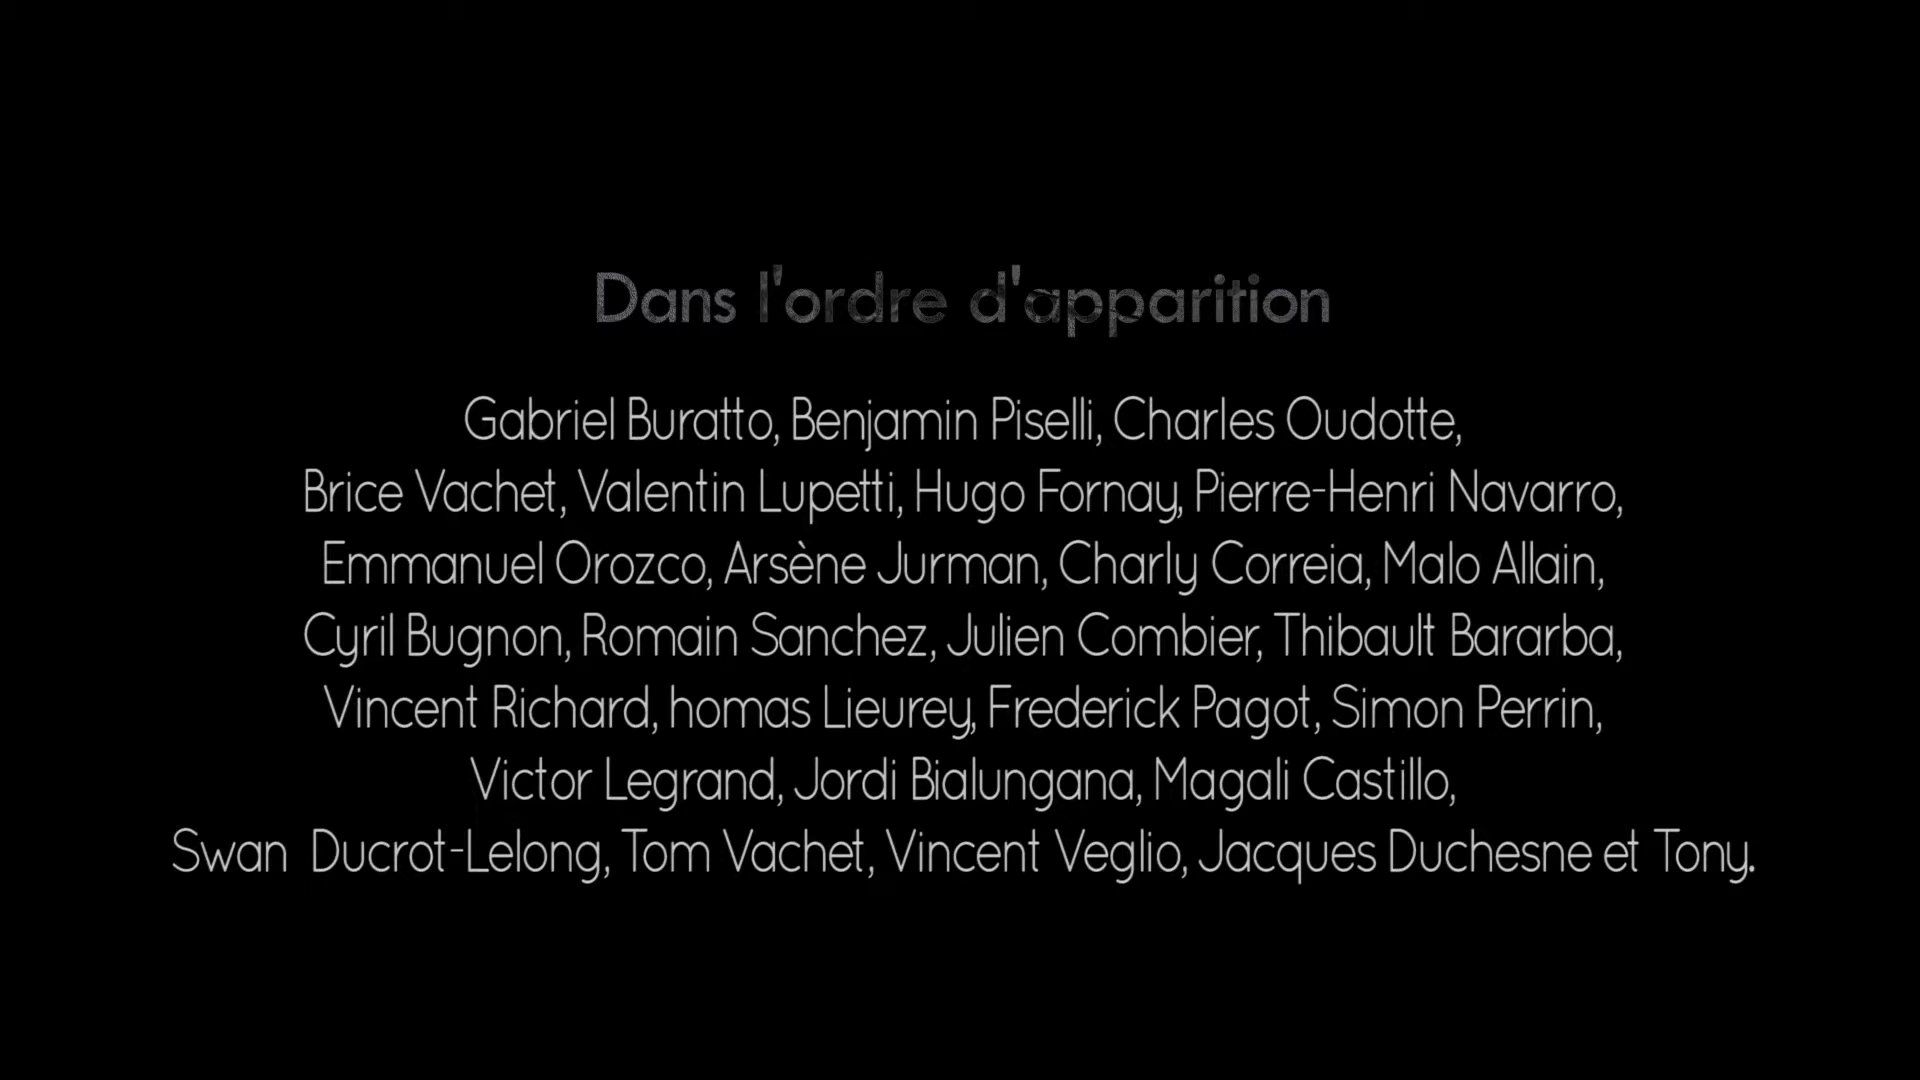 Dans l'ordre d'apparition
Gabriel Buratto, Benjamin Piselli, Charles Oudotte,
Brice Vachet, Valentin Lupetti, Hugo Fornay, Pierre-Henri Navarro,
Emmanuel Orozco, Arsène Jurman, Charly Correia, Malo Allain,
Cyril Bugnon, Romain Sanchez, Julien Combier, Thibault Bararba,
Vincent Richard, homas Lieurey, Frederick Pagot, Simon Perrin,
Victor Legrand, Jordi Bialungana, Magali Castillo,
Swan  Ducrot-Lelong, Tom Vachet, Vincent Veglio, Jacques Duchesne et Tony.